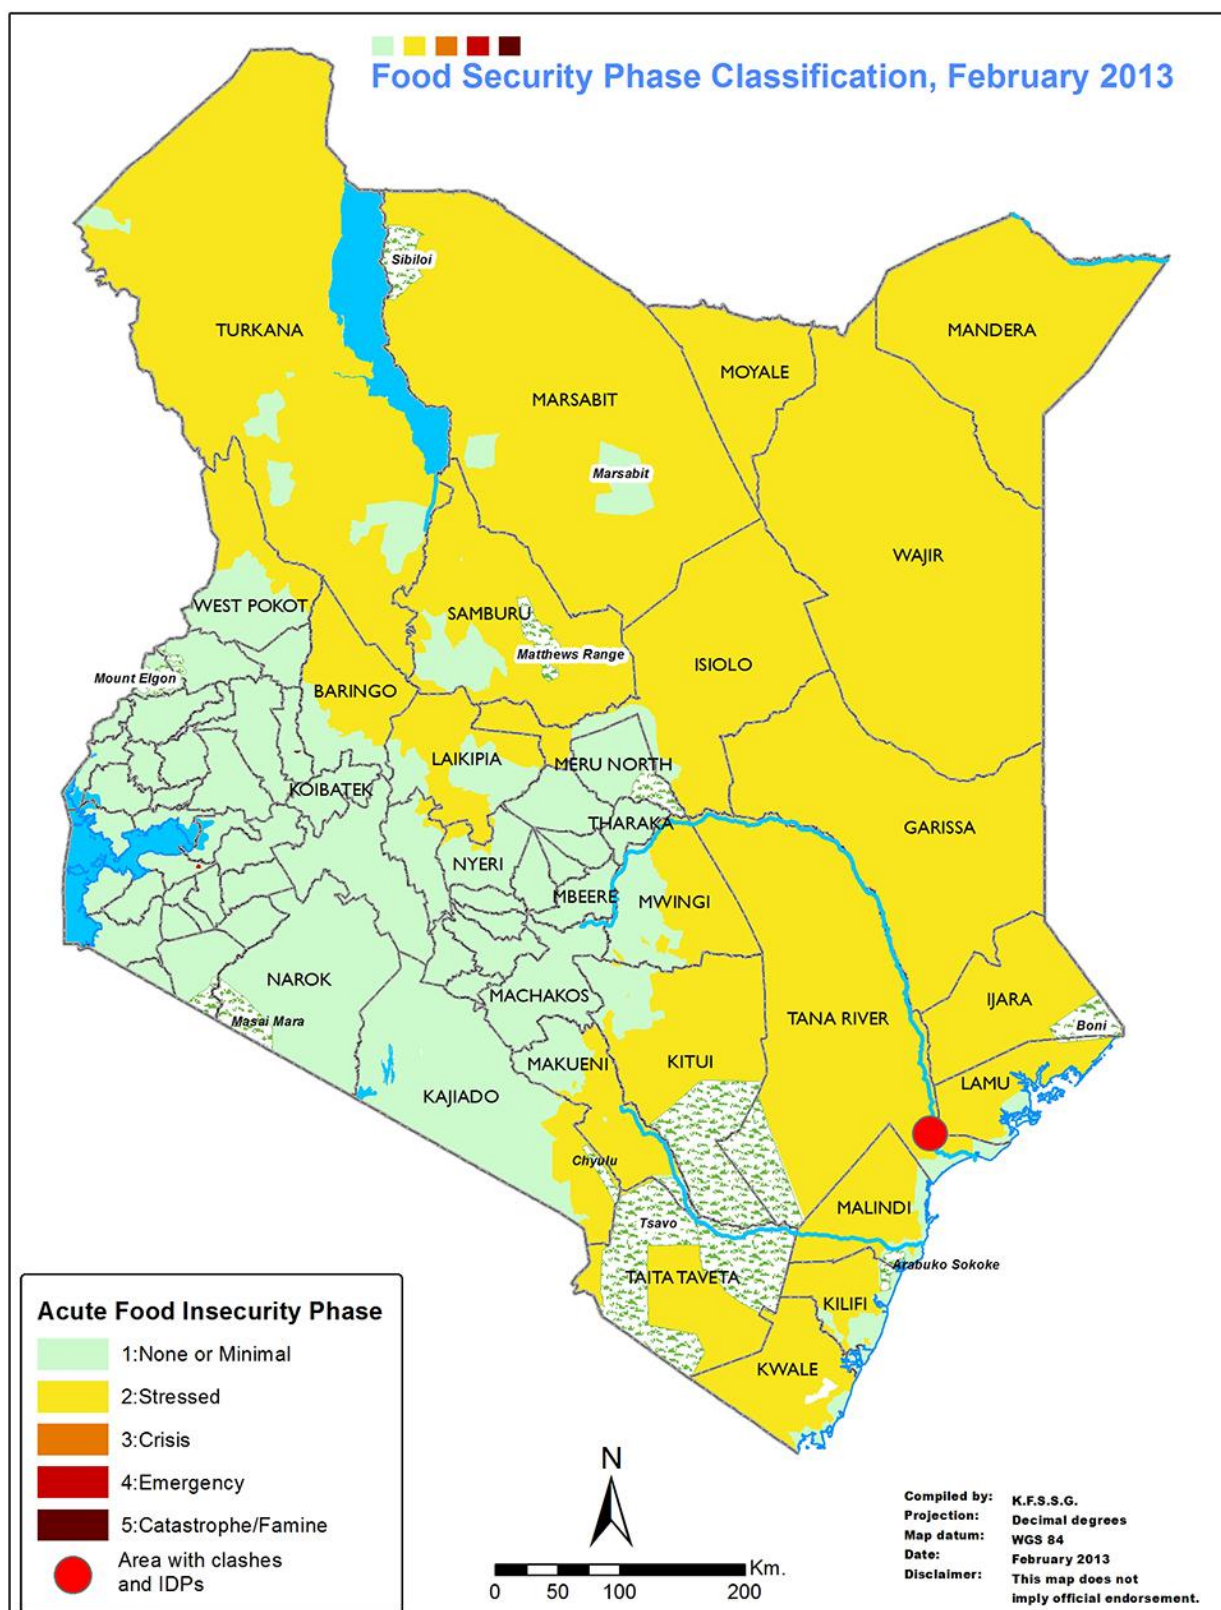 Food Security Phase Classification, February 2013
Sibiloi
TURKANA
MANDERA
MOYALE
MARSABIT
Marsabit
WAJIR
WEST POKOT
SAMBURU
Matthews Range
ISIOLO
Mount Elgon
BARINGO
LAIKIPIA
MERU NORTH
KOIBATEK
THARAKA
GARISSA
NYERI
MBEERE
MWINGI
NAROK
MACHAKOS
IJARA
Masai Mara
TANA RIVER
Boni
MAKUENI
KITUI
LAMU
KAJIADO
Chyulu
MALINDI
Tsavo
Arabuko Sokoke
TAITA TAVETA
KILIFI
KWALE
Acute Food Insecurity Phase
1:None or Minimal
2:Stressed
3:Crisis
4:Emergency
5:Catastrophe/Famine
Area with clashes
and IDPs
N
Km.
0 50 100 200
Compiled by: K.F.S.S.G.
Projection: Decimal degrees
Map datum: WGS 84
Date: February 2013
Disclaimer: This map does not
imply official endorsement.